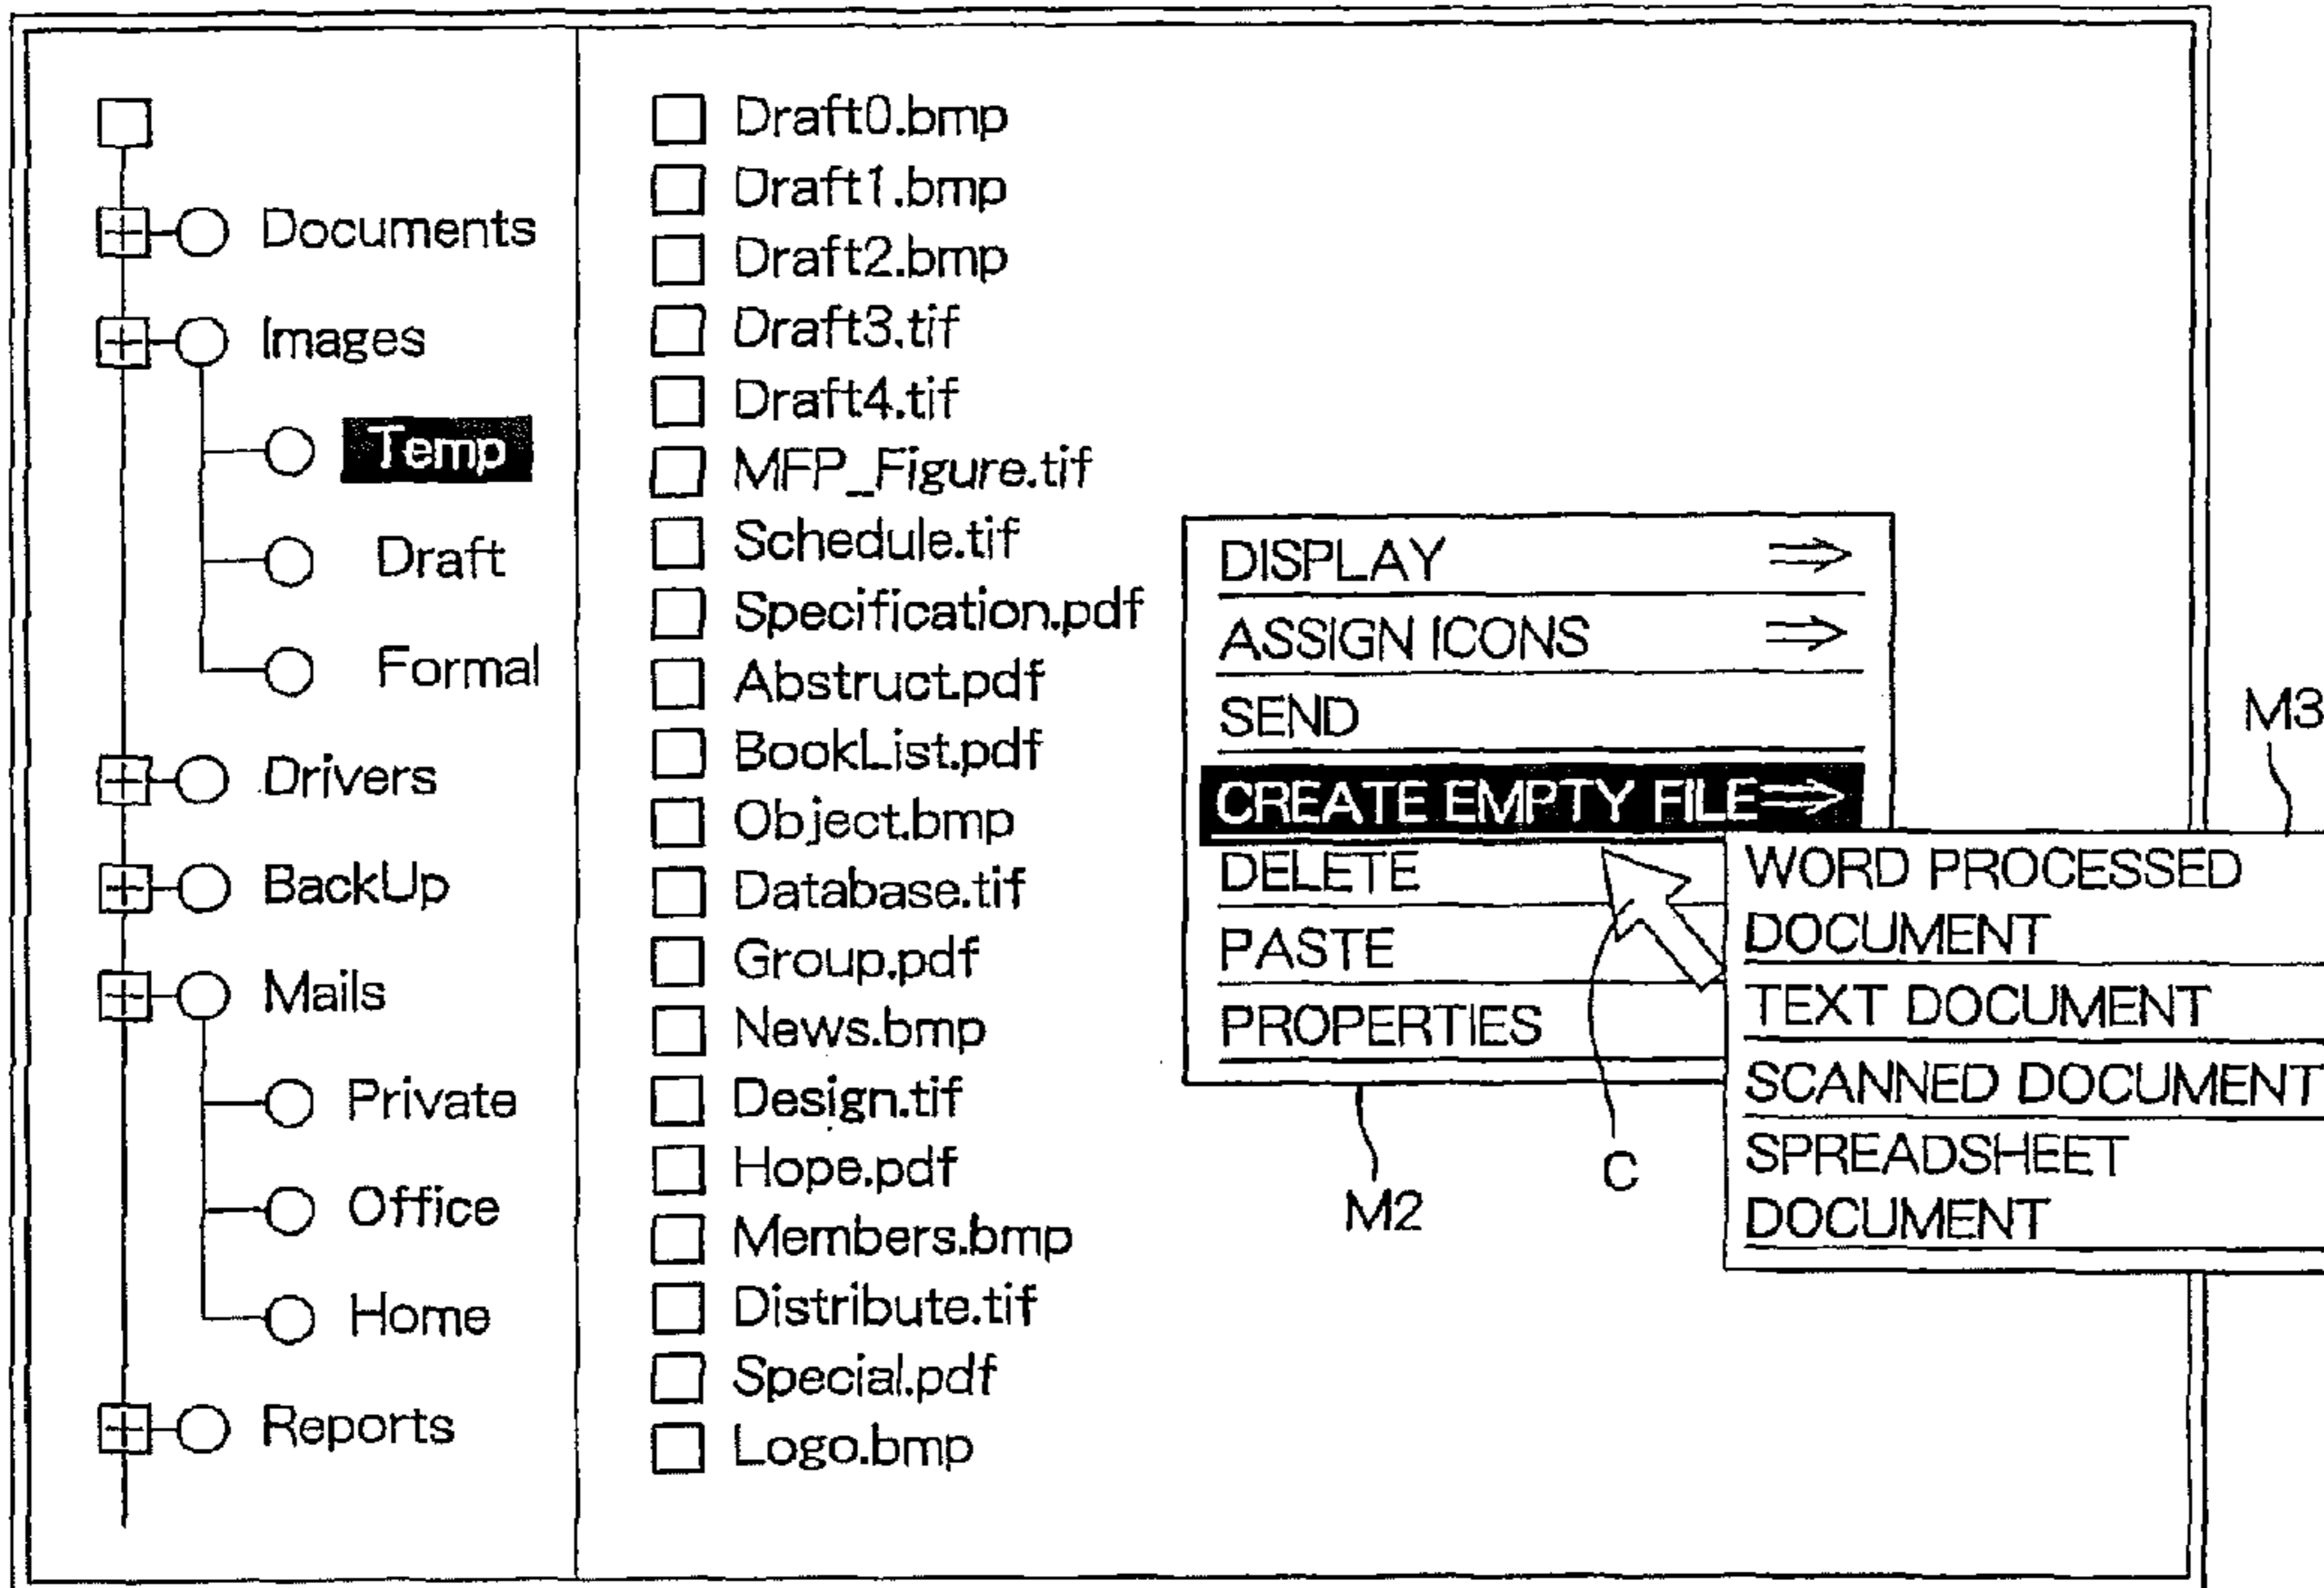 Documents
Images
Temp
Draft
Formal
Drivers
BackUp
Mails
Private
Office
Home
Reports
Draft0.bmp
Draft1.bmp
Draft2.bmp
Draft3.tif
Draft4.tif
MFP_Figure.tif
Schedule.tif
Specification.pdf
Abstruct.pdf
BookList.pdf
Object.bmp
Database.tif
Group.pdf
News.bmp
Design.tif
Hope.pdf
Members.bmp
Distribute.tif
Special.pdf
Logo.bmp
DISPLAY
ASSIGN ICONS
SEND
CREATE EMPTY FILE
DELETE
PASTE
PROPERTIES
M2
C
M3
WORD PROCESSED
DOCUMENT
TEXT DOCUMENT
SCANNED DOCUMENT
SPREADSHEET
DOCUMENT